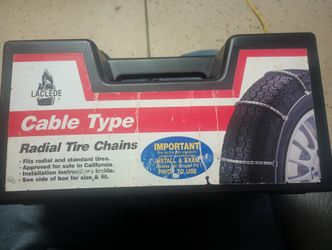 LACLEDE
Cable Type
Radial Tire Chains
- Fits radial and standard tires.
- Approved for sale in California.
- Installation instructions inside.
See side of box for size & fit.
IMPORTANT
INSTALL & EXAMINE
PRIOR TO USE